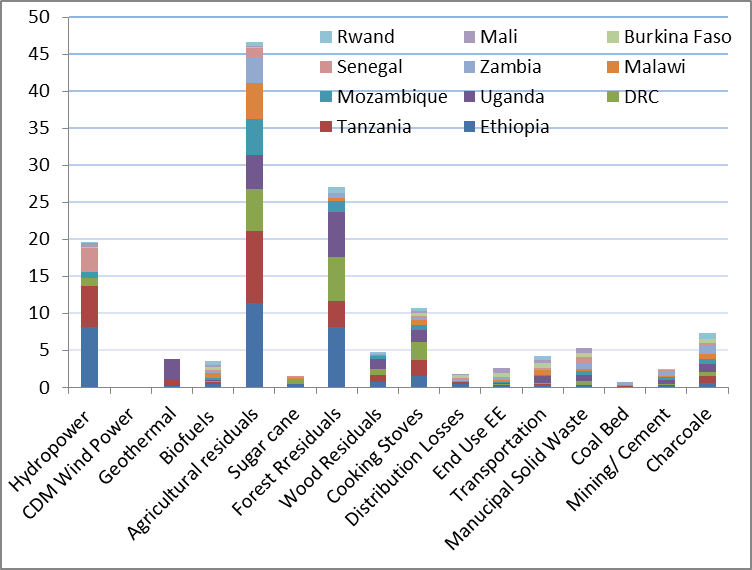 50
45
40
35
30
25
20
15
10
5
0
Rwand Mali Burkina Faso
Senegal Zambia Malawi
Mozambique Uganda DRC
Tanzania Ethiopia
Hydropower
CDM Wind Power
Geothermal
Biofuels
Agricultural residuals
Sugar cane
Forest Rresiduals
Wood Residuals
Cooking Stoves
Distribution Losses
End Use EE
Transportation
Manucipal Solid Waste
Coal Bed
Mining/ Cement
Charcoale